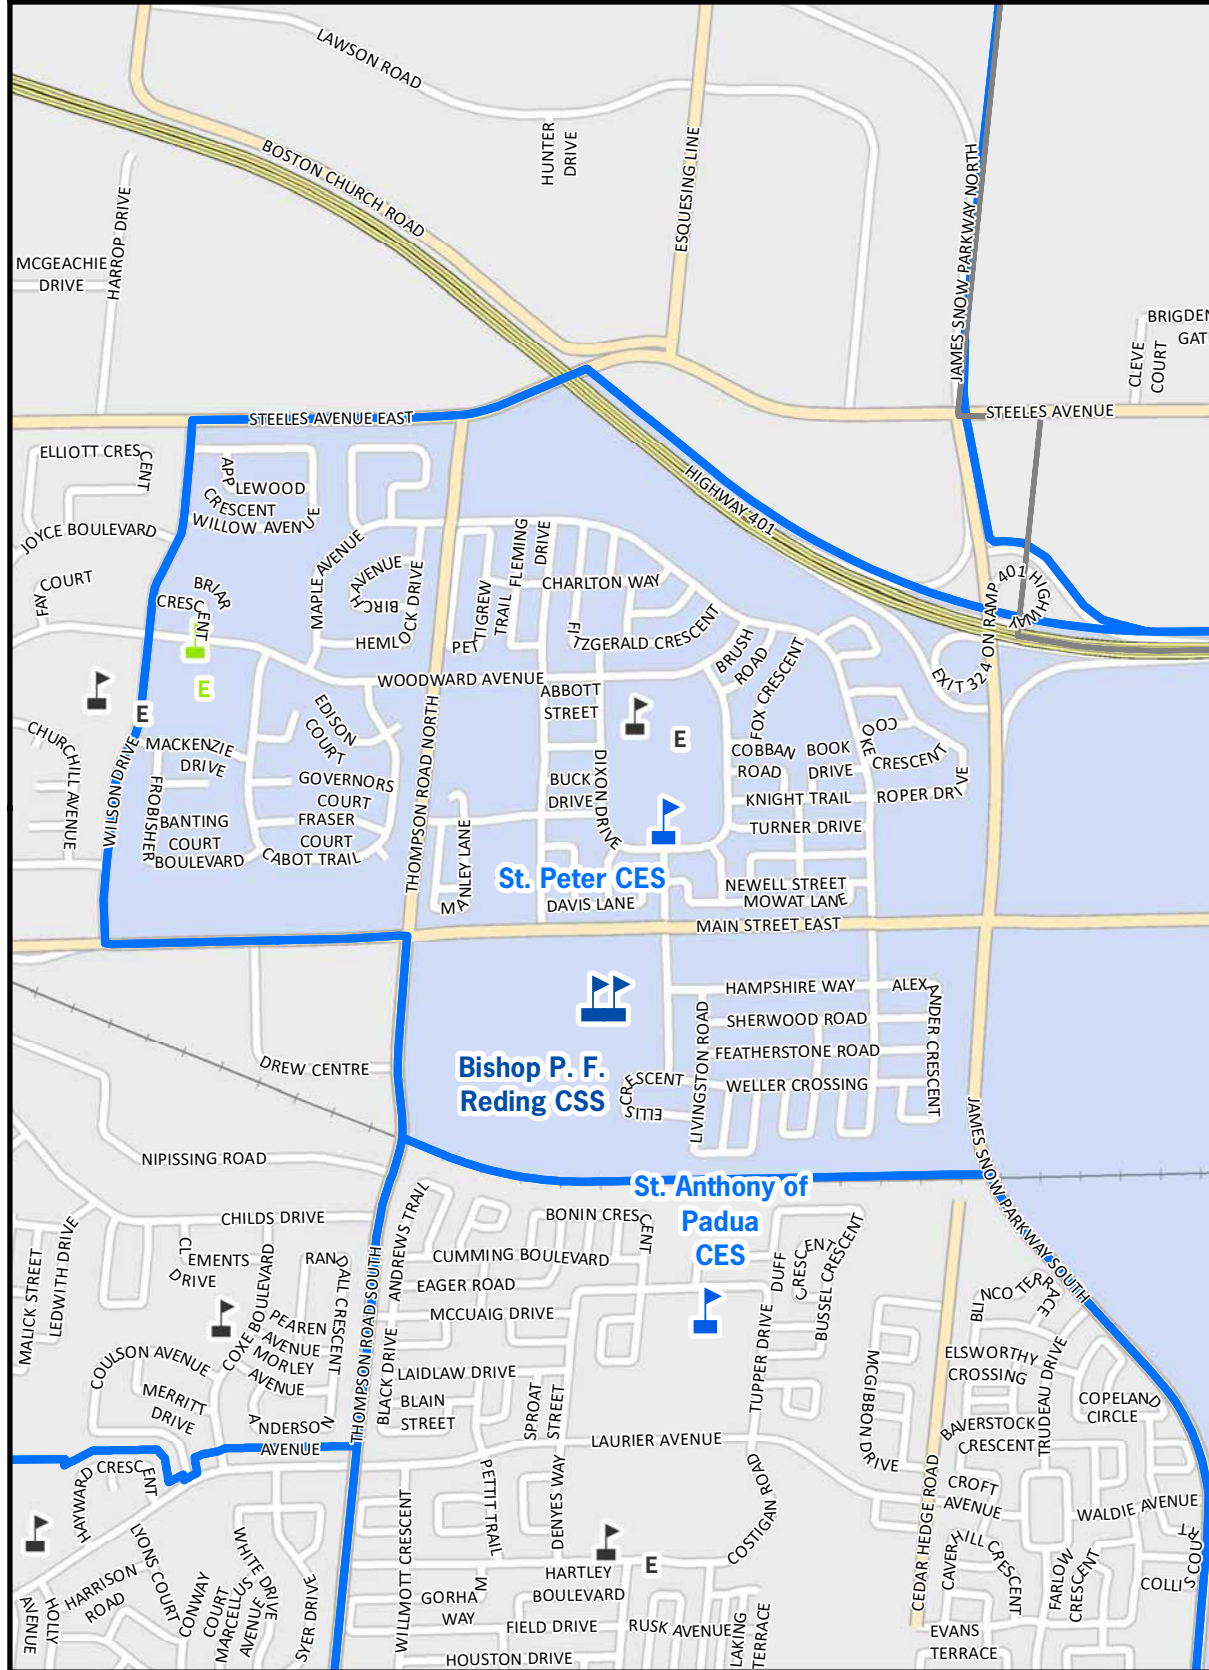 LAWSON ROAD
HUNTER
DRIVE
BOSTON CHURCH ROAD
ESQUESING LINE
JAMES SNOW PARKWAY NORTH
HARROP DRIVE
MCGEACHIE
DRIVE
BRIGDEN
CLEVE
COURT
STEELES AVENUE EAST
STEELES AVENUE
HIGHWAY 401
ELLIOTT CRESCENT
APPLEWOOD
CRESCENT
WILLOW AVENUE
JOYCE BOULEVARD
MAPLE AVENUE
BIRCH AVENUE
HEMLOCK DRIVE
FAY COURT
BRIAR
CRESCENT
E
PETTIGREW
TRAIL
FLEMING
DRIVE
CHARLTON WAY
FITZGERALD CRESCENT
BRUSH
ROAD
FOX CRESCENT
EXIT 324 ON RAMP 401 HIGHWAY
WOODWARD AVENUE
ABBOTT
STREET
E
E
CHURCHILL AVENUE
WILSON DRIVE
MACKENZIE
DRIVE
EDISON
COURT
THOMPSON ROAD NORTH
COBBAN
ROAD
BOOK
DRIVE
COOKE CRESCENT
FROBISHER
BOULEVARD
GOVERNORS
COURT
BUCK
DRIVE
DIXON DRIVE
KNIGHT TRAIL
ROPER DRIVE
BANTING
COURT
FRASER
COURT
CABOT TRAIL
TURNER DRIVE
MANLEY LANE
St. Peter CES
DAVIS LANE
NEWELL STREET
MOWAT LANE
MAIN STREET EAST
HAMPSHIRE WAY
ALEXANDER CRESCENT
SHERWOOD ROAD
LIVINGSTON ROAD
FEATHERSTONE ROAD
DREW CENTRE
Bishop P. F.
Reding CSS
ELLIS CRESCENT
WELLER CROSSING
JAMES SNOW PARKWAY SOUTH
NIPISSING ROAD
St. Anthony of
Padua
CES
CHILDS DRIVE
ANDREWS TRAIL
BONIN CRESCENT
MALICK STREET
LEDWITH DRIVE
CLEMENTS
DRIVE
COXE BOULEVARD
RANDALL CRESCENT
CUMMING BOULEVARD
DUFF
CRESCENT
BUSSEL CRESCENT
EAGER ROAD
MCCUAIG DRIVE
PEAREN
AVENUE
THOMPSON ROAD SOUTH
BLINCO TERRACE
COULSON AVENUE
MORLEY
AVENUE
BLACK DRIVE
LAIDLAW DRIVE
TUPPER DRIVE
MCGIBBON DRIVE
ELSWORTHY
CROSSING
TRUDEAU DRIVE
MERRITT
DRIVE
BLAIN
STREET
SPROAT
STREET
COPELAND
CIRCLE
ANDERSON
AVENUE
LAURIER AVENUE
BAVERSTOCK
CRESCENT
HAYWARD CRESCENT
PETTIT TRAIL
DENYES WAY
COSTIGAN ROAD
CEDAR HEDGE ROAD
CROFT
AVENUE
WALDIE AVENUE
LYONS COURT
WHITE DRIVE
WILLMOTT CRESCENT
E
CAVERHILL CRESCENT
FARLOW
CRESCENT
COLLIS COURT
HARRISON
ROAD
CONWAY
COURT
MARCELLUS
AVENUE
SYER DRIVE
GORHAM
WAY
HARTLEY
BOULEVARD
HOLLY
AVENUE
FIELD DRIVE
RUSK AVENUE
LAKING
TERRACE
EVANS
TERRACE
HOUSTON DRIVE